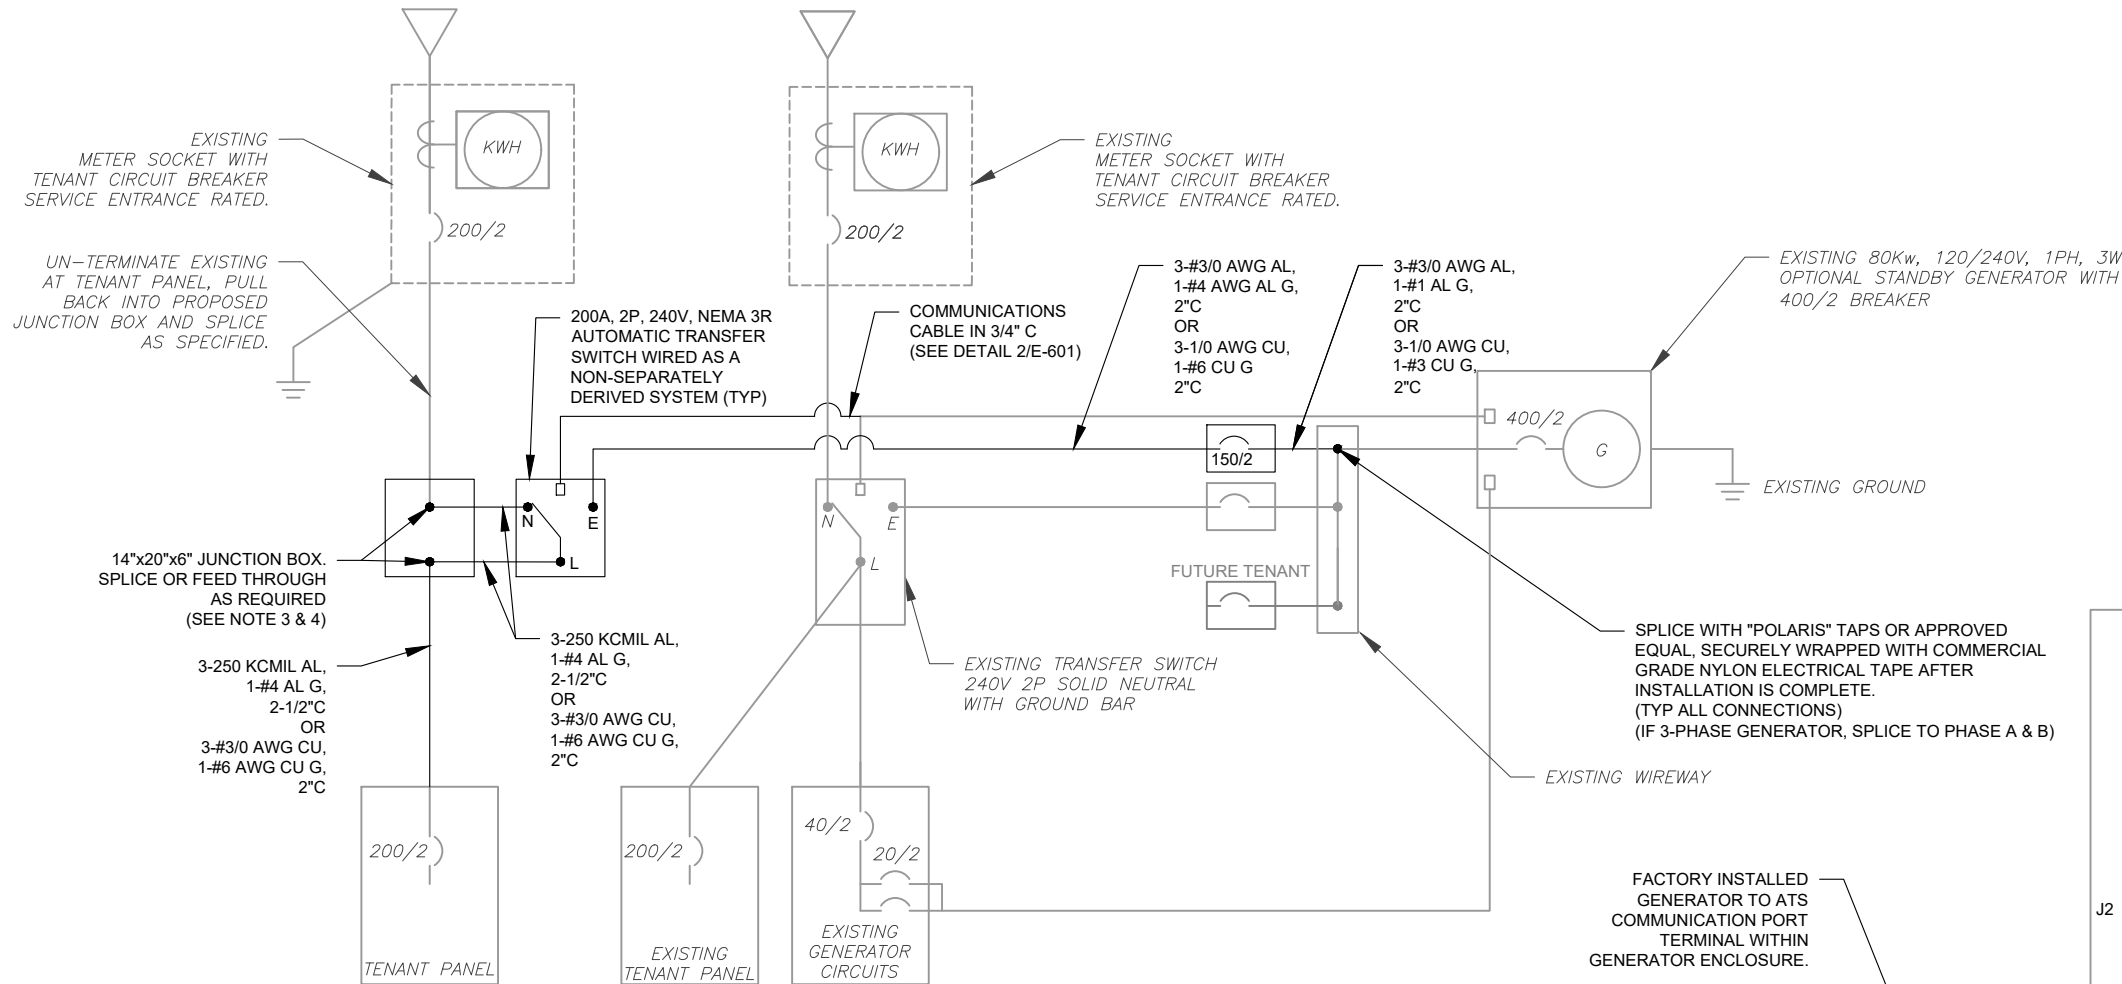 EXISTING
METER SOCKET WITH
TENANT CIRCUIT BREAKER
SERVICE ENTRANCE RATED.
KWH
200/2
KWH
200/2
EXISTING
METER SOCKET WITH
TENANT CIRCUIT BREAKER
SERVICE ENTRANCE RATED.
UN-TERMINATE EXISTING
AT TENANT PANEL, PULL
BACK INTO PROPOSED
JUNCTION BOX AND SPLICE
AS SPECIFIED.
200A, 2P, 240V, NEMA 3R
AUTOMATIC TRANSFER
SWITCH WIRED AS A
NON-SEPARATELY
DERIVED SYSTEM (TYP)
COMMUNICATIONS
CABLE IN 3/4" C
(SEE DETAIL 2/E-601)
3-#3/0 AWG AL,
1-#4 AWG AL G,
2"C
OR
3-1/0 AWG CU,
1-#6 CU G
2"C
3-#3/0 AWG AL,
1-#1 AL G,
2"C
OR
3-1/0 AWG CU,
1-#3 CU G,
2"C
EXISTING 80Kw, 120/240V, 1PH, 3W
OPTIONAL STANDBY GENERATOR WITH
400/2 BREAKER
400/2
G
150/2
EXISTING GROUND
N
E
L
N
E
L
FUTURE TENANT
14"x20"x6" JUNCTION BOX.
SPLICE OR FEED THROUGH
AS REQUIRED
(SEE NOTE 3 & 4)
3-250 KCMIL AL,
1-#4 AL G,
2-1/2"C
OR
3-#3/0 AWG CU,
1-#6 AWG CU G,
2"C
3-250 KCMIL AL,
1-#4 AL G,
2-1/2"C
OR
3-#3/0 AWG CU,
1-#6 AWG CU G,
2"C
EXISTING TRANSFER SWITCH
240V 2P SOLID NEUTRAL
WITH GROUND BAR
SPLICE WITH "POLARIS" TAPS OR APPROVED
EQUAL, SECURELY WRAPPED WITH COMMERCIAL
GRADE NYLON ELECTRICAL TAPE AFTER
INSTALLATION IS COMPLETE.
(TYP ALL CONNECTIONS)
(IF 3-PHASE GENERATOR, SPLICE TO PHASE A & B)
EXISTING WIREWAY
200/2
TENANT PANEL
200/2
EXISTING
TENANT PANEL
40/2
20/2
EXISTING
GENERATOR
CIRCUITS
FACTORY INSTALLED
GENERATOR TO ATS
COMMUNICATION PORT
TERMINAL WITHIN
GENERATOR ENCLOSURE.
J2